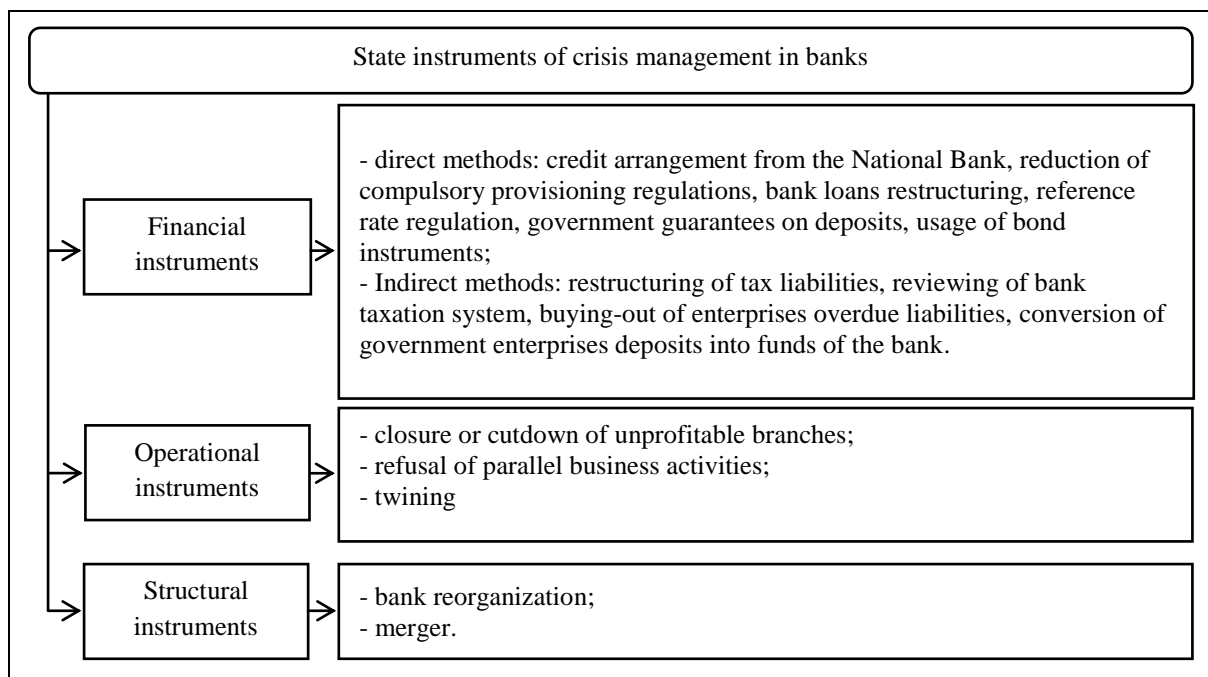 State instruments of crisis management in banks
Financial
instruments
- direct methods: credit arrangement from the National Bank, reduction of
compulsory provisioning regulations, bank loans restructuring, reference
rate regulation, government guarantees on deposits, usage of bond
instruments;
- Indirect methods: restructuring of tax liabilities, reviewing of bank
taxation system, buying-out of enterprises overdue liabilities, conversion of
government enterprises deposits into funds of the bank.
Operational
instruments
- closure or cutdown of unprofitable branches;
- refusal of parallel business activities;
- twining
Structural
instruments
- bank reorganization;
- merger.